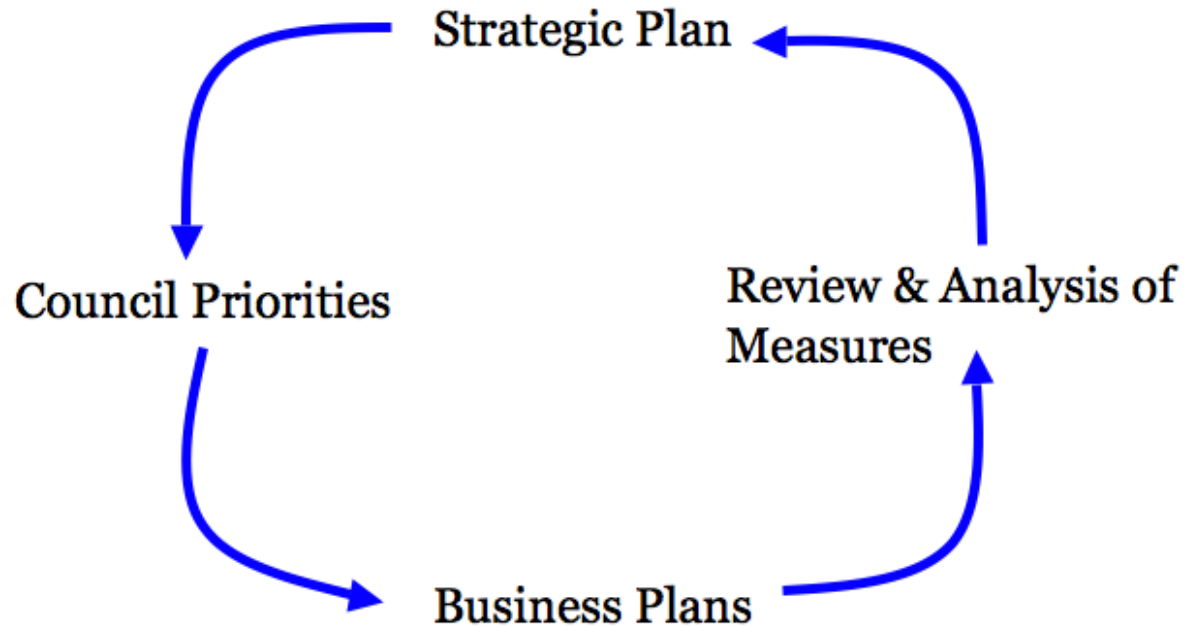 Strategic Plan
Council Priorities
Review & Analysis of
Measures
Business Plans